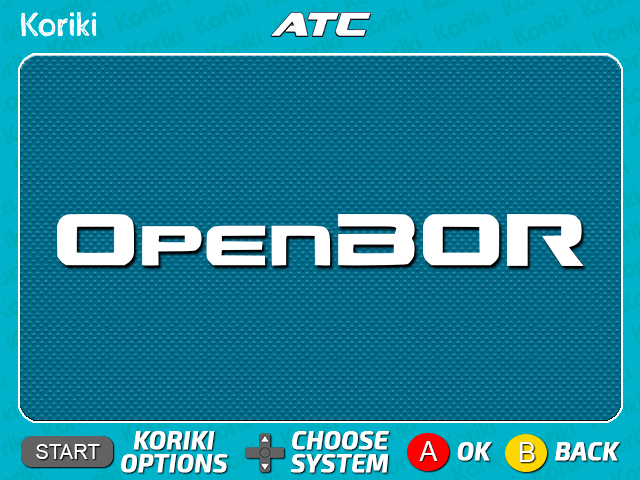 Koriki
ATC
OpenBOR
START
KORIKI
OPTIONS
CHOOSE
SYSTEM
A
OK
B
BACK